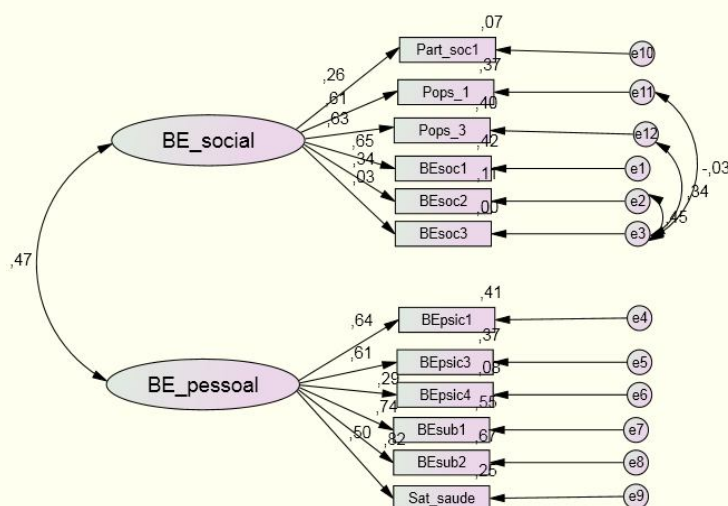 ,07
Part_soc1
e10
,26
,37
,61
Pops_1
e11
,63
,40
Pops_3
e12
,65
,42
BE_social
,34
BEsoc1
e1
-,03
,03
,11
BEsoc2
e2
,34
,00
,45
BEsoc3
e3
,47
,41
,64
BEpsic1
e4
,37
,61
BEpsic3
e5
,08
,29
BE_pessoal
BEpsic4
e6
,74
,55
BEsub1
e7
,50
,82
,67
BEsub2
e8
,25
Sat_saude
e9